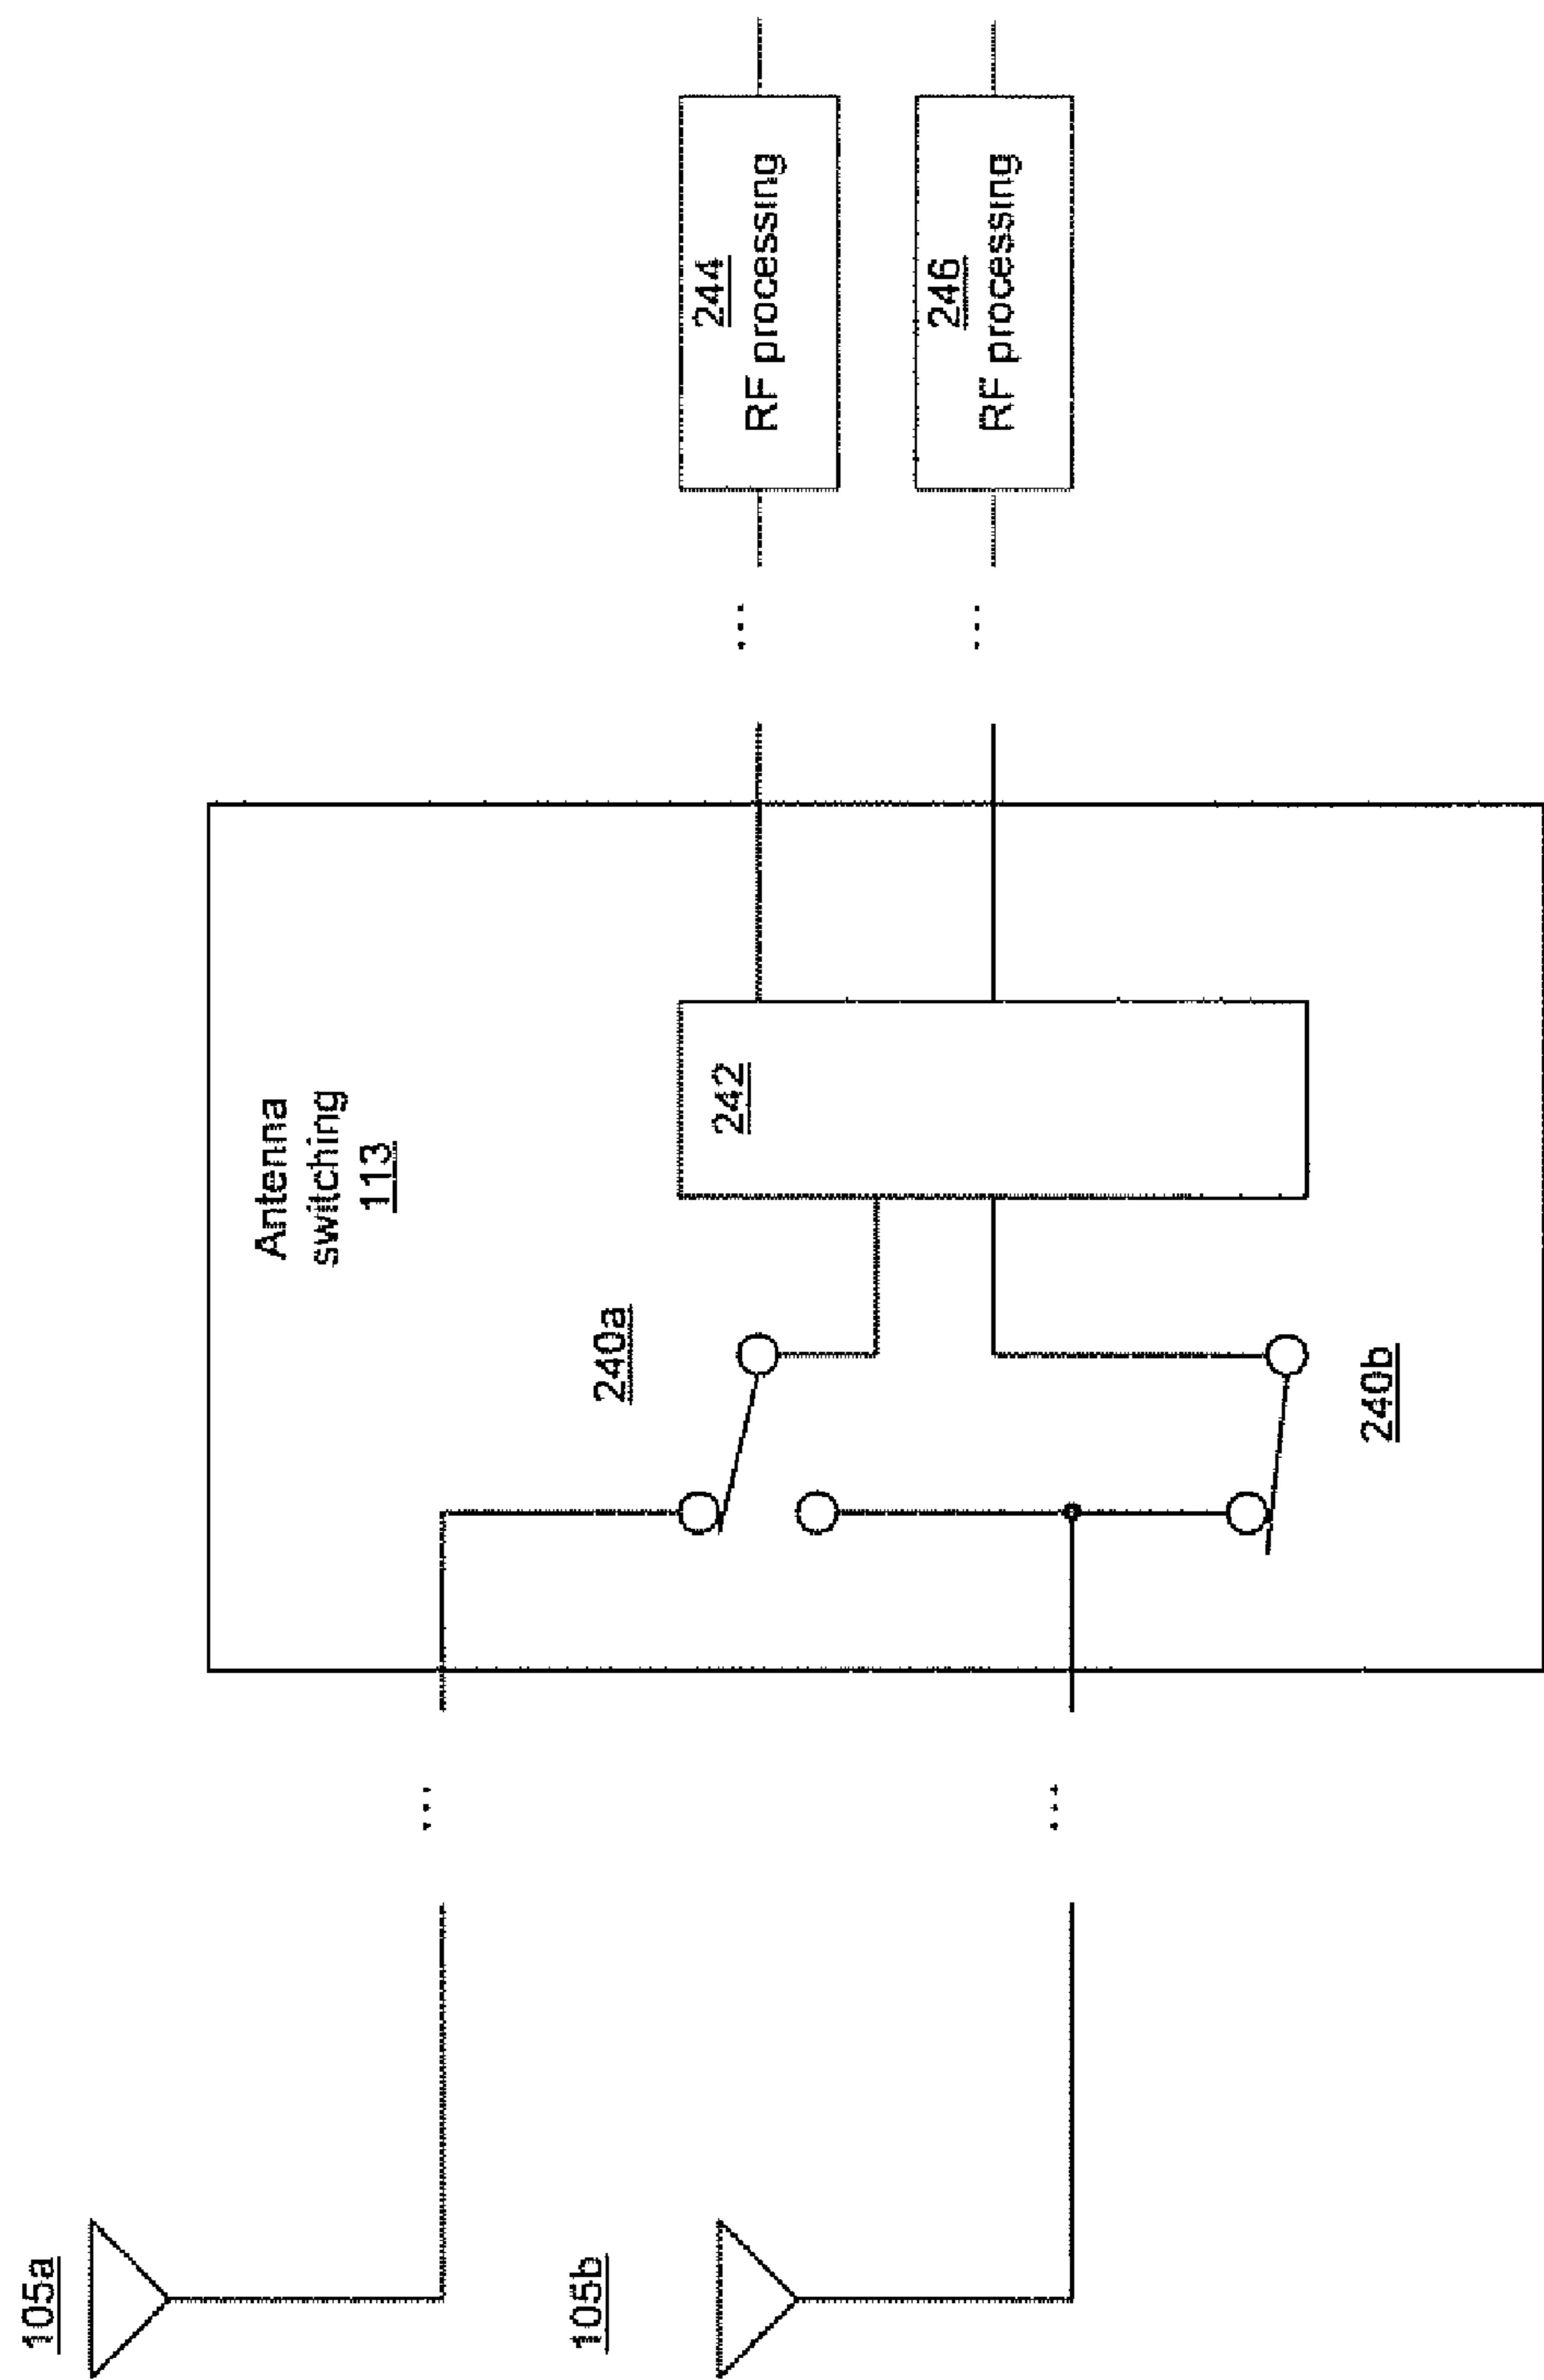 105a
105b
...
...
Antenna
switching
113
240a
240b
242
...
...
244
RF processing
246
RF processing